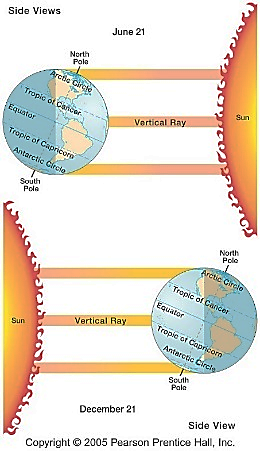 Side Views
June 21
North
Pole
Arctic Circle
Tropic of Cancer
Equator
Tropic of Capricorn
Antarctic Circle
South
Pole
Vertical Ray
Sun
North
Pole
Arctic Circle
Tropic of Cancer
Equator
Tropic of Capricorn
Antarctic Circle
South
Pole
Sun
Vertical Ray
December 21
Side View
Copyright © 2005 Pearson Prentice Hall, Inc.